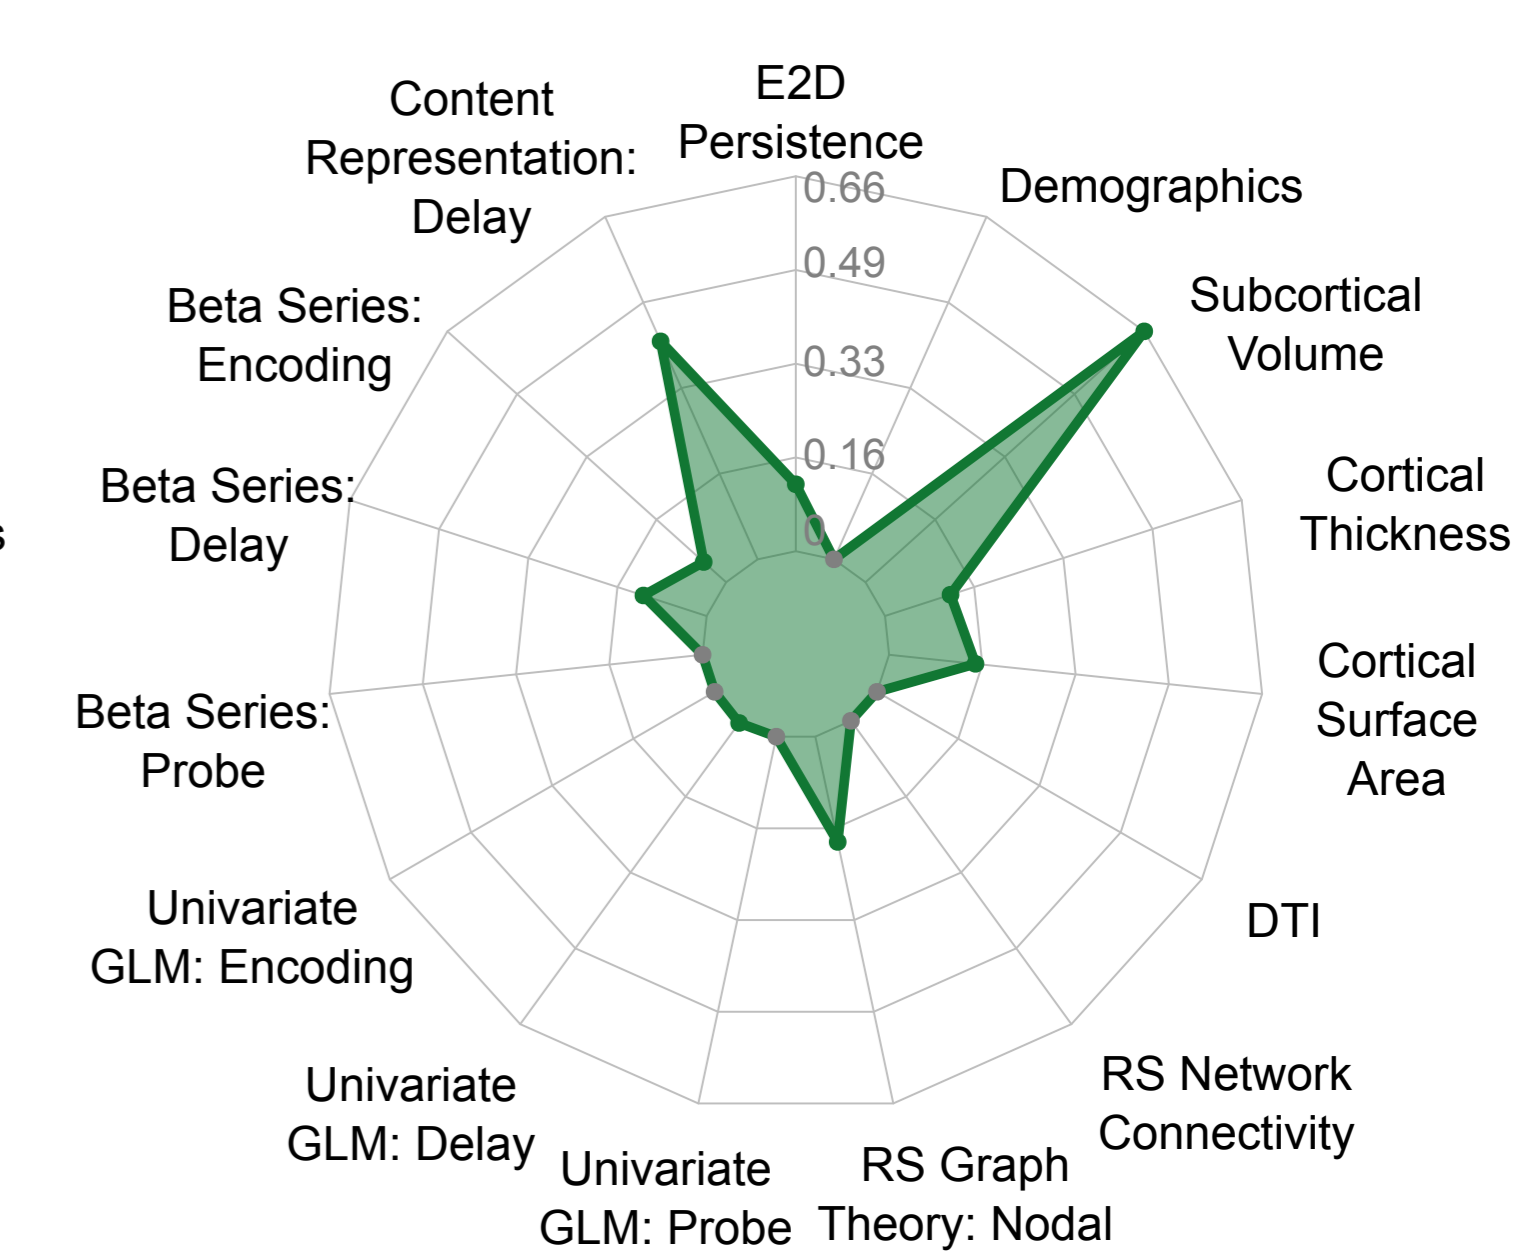 E2D
Persistence
Demographics
Subcortical
Volume
Cortical
Thickness
Cortical
Surface
Area
DTI
RS Network
Connectivity
RS Graph
Theory: Nodal
Univariate
GLM: Probe
Univariate
GLM: Delay
Univariate
GLM: Encoding
Beta Series:
Probe
Beta Series:
Delay
Beta Series:
Encoding
Content
Representation:
Delay
0.66
0.49
0.33
0.16
0
s